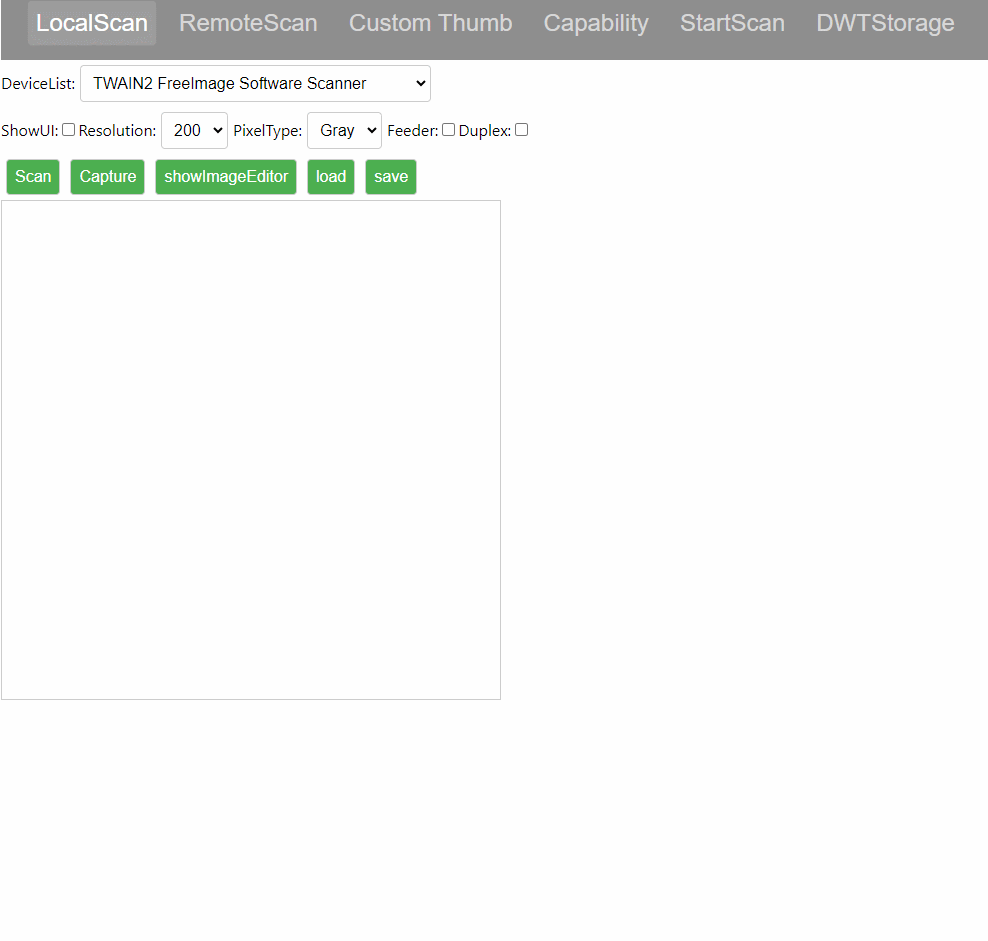 LocalScan RemoteScan Custom Thumb Capability StartScan DWTStorage
DeviceList: TWAIN2 FreeImage Software Scanner
ShowUI: Resolution: 200 PixelType: Gray Feeder: Duplex:
Scan Capture showImageEditor load save